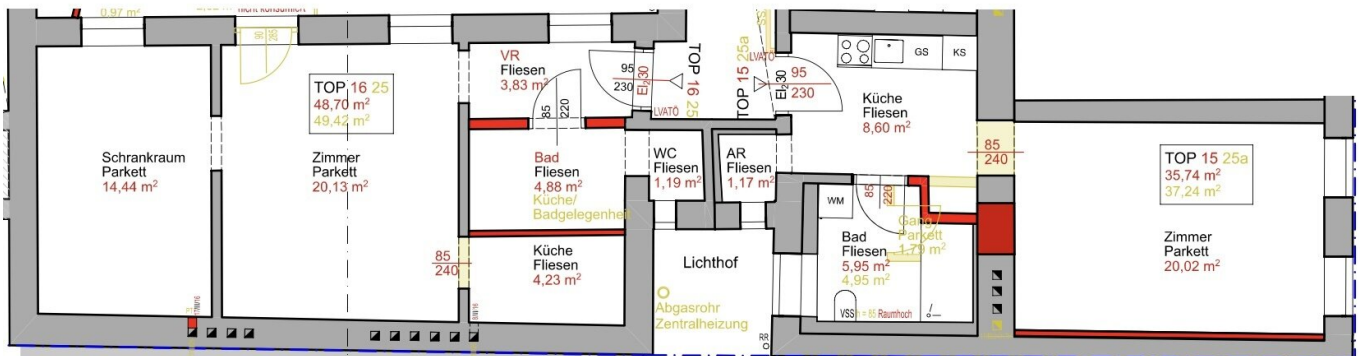 0.97 m²
nicht konsumiert
90
265
TOP 16 25
48,70 m²
49,42 m²
Schrankraum
Parkett
14,44 m²
Zimmer
Parkett
20,13 m²
VR
Fliesen
3,83 m²
85
220
95
230
EI₂30
LVATÖ
TOP 16 25
Bad
Fliesen
4,88 m²
Küche/
Badgelegenheit
WC
Fliesen
1,19 m²
Küche
Fliesen
4,23 m²
85
240
TOP 15 25a
LVATÖ
EI₂30
95
230
AR
Fliesen
1,17 m²
GS
KS
Küche
Fliesen
8,60 m²
85
240
85
220
WM
Bad
Fliesen
5,95 m²
4,95 m²
Gang
Parkett
1,79 m²
VSS h = 85 Raumhoch
Lichthof
Abgasrohr
Zentralheizung
RR
TOP 15 25a
35,74 m²
37,24 m²
Zimmer
Parkett
20,02 m²